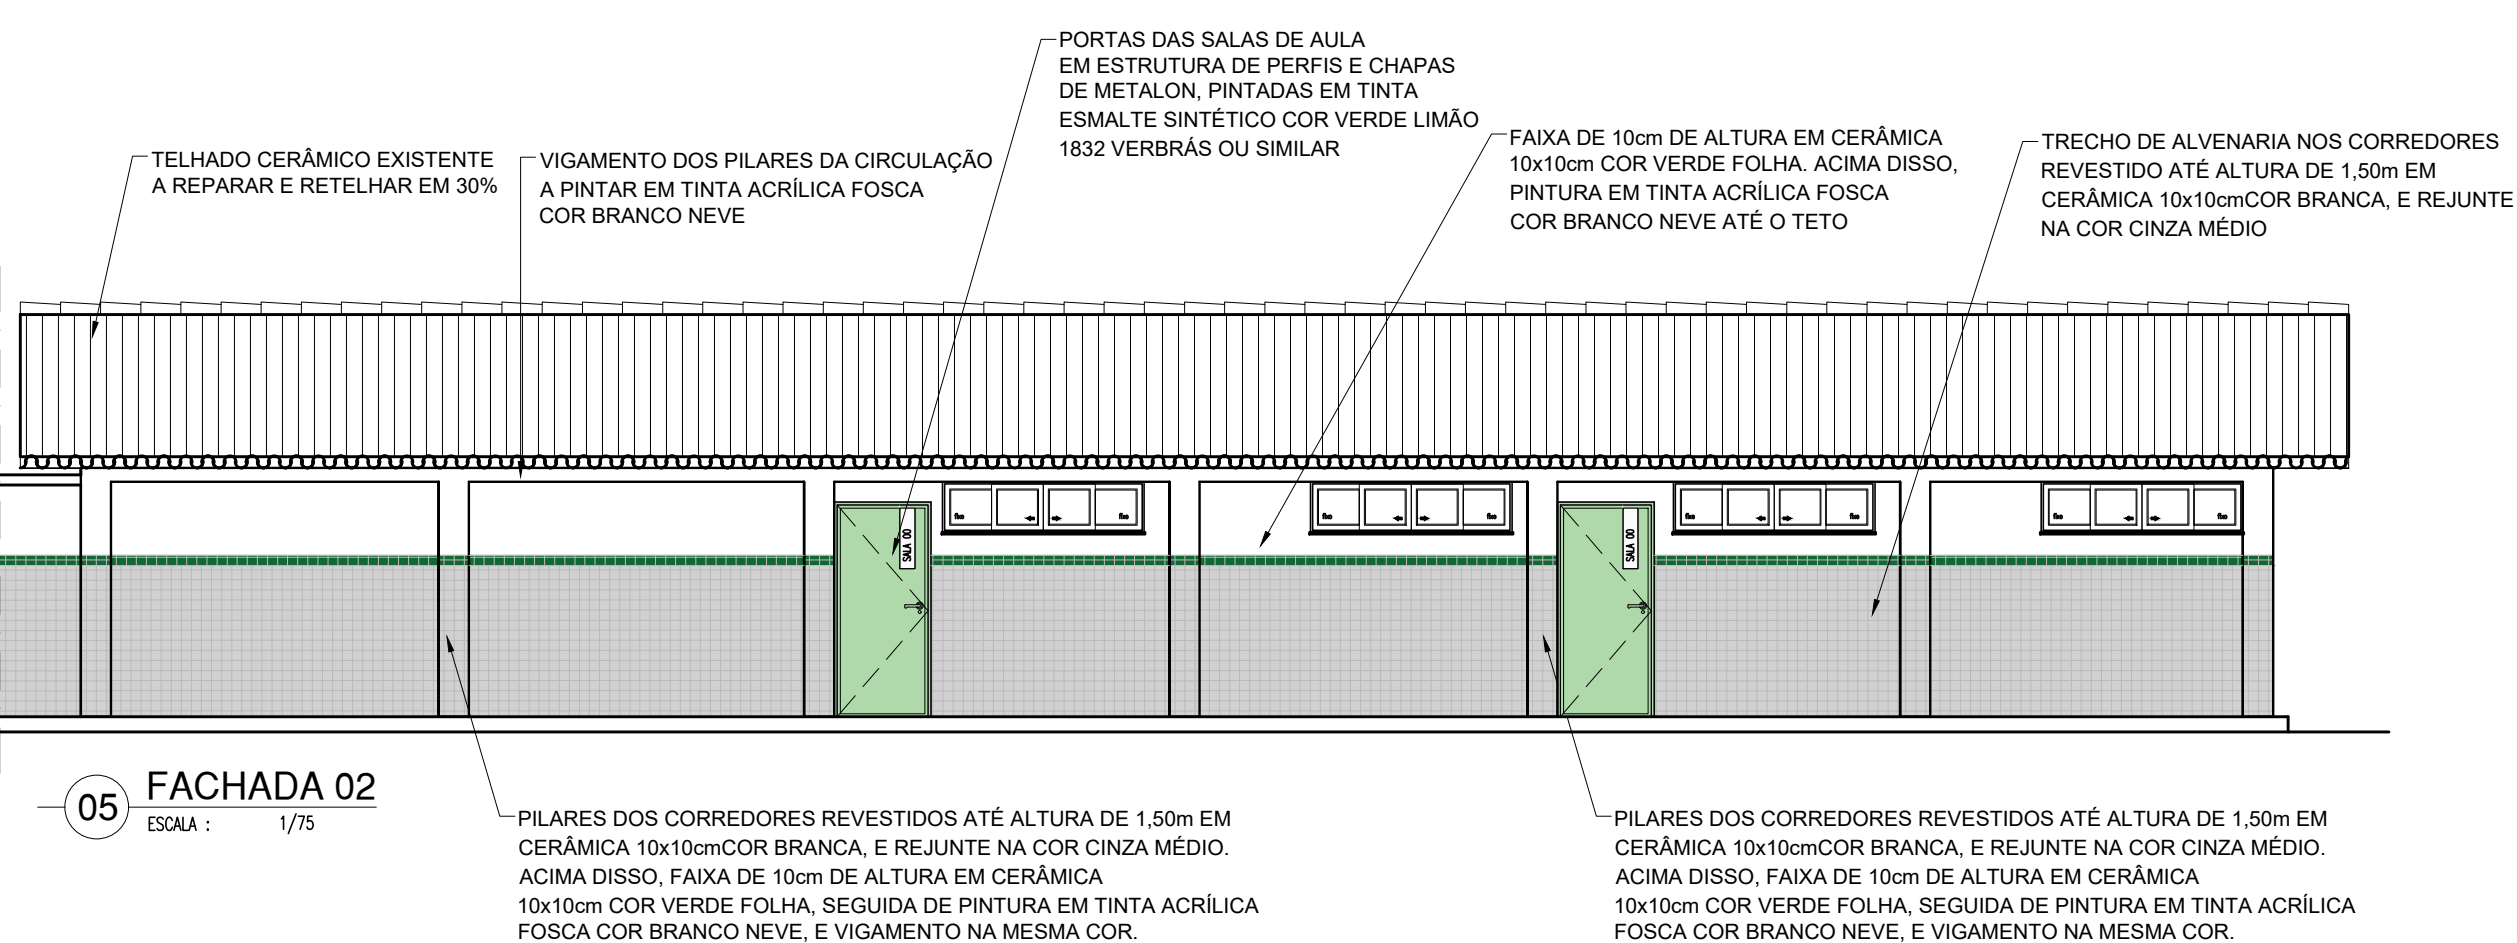 PORTAS DAS SALAS DE AULA
EM ESTRUTURA DE PERFIS E CHAPAS
DE METALON, PINTADAS EM TINTA
ESMALTE SINTÉTICO COR VERDE LIMÃO
1832 VERBRÁS OU SIMILAR
TELHADO CERÂMICO EXISTENTE
A REPARAR E RETELHAR EM 30%
VIGAMENTO DOS PILARES DA CIRCULAÇÃO
A PINTAR EM TINTA ACRÍLICA FOSCA
COR BRANCO NEVE
FAIXA DE 10cm DE ALTURA EM CERÂMICA
10x10cm COR VERDE FOLHA. ACIMA DISSO,
PINTURA EM TINTA ACRÍLICA FOSCA
COR BRANCO NEVE ATÉ O TETO
TRECHO DE ALVENARIA NOS CORREDORES
REVESTIDO ATÉ ALTURA DE 1,50m EM
CERÂMICA 10x10cmCOR BRANCA, E REJUNTE
NA COR CINZA MÉDIO
SALA 00
fixo
fixo
fixo
fixo
SALA 00
fixo
fixo
fixo
fixo
05
FACHADA 02
ESCALA : 1/75
PILARES DOS CORREDORES REVESTIDOS ATÉ ALTURA DE 1,50m EM
CERÂMICA 10x10cmCOR BRANCA, E REJUNTE NA COR CINZA MÉDIO.
ACIMA DISSO, FAIXA DE 10cm DE ALTURA EM CERÂMICA
10x10cm COR VERDE FOLHA, SEGUIDA DE PINTURA EM TINTA ACRÍLICA
FOSCA COR BRANCO NEVE, E VIGAMENTO NA MESMA COR.
PILARES DOS CORREDORES REVESTIDOS ATÉ ALTURA DE 1,50m EM
CERÂMICA 10x10cmCOR BRANCA, E REJUNTE NA COR CINZA MÉDIO.
ACIMA DISSO, FAIXA DE 10cm DE ALTURA EM CERÂMICA
10x10cm COR VERDE FOLHA, SEGUIDA DE PINTURA EM TINTA ACRÍLICA
FOSCA COR BRANCO NEVE, E VIGAMENTO NA MESMA COR.